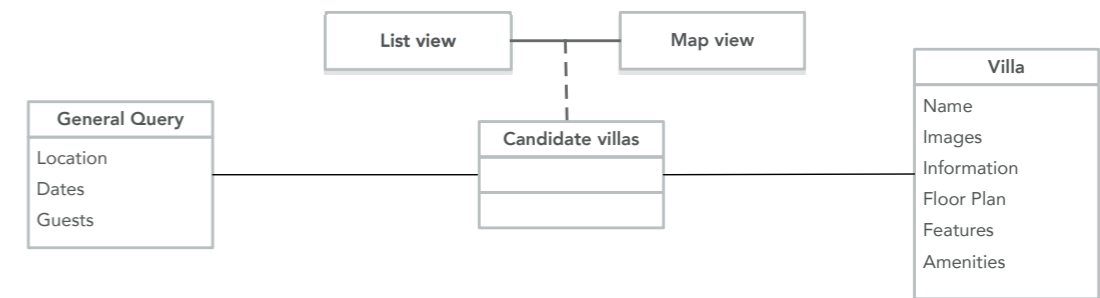 List view
Map view
Villa
Name
Images
Information
Floor Plan
Features
Amenities
General Query
Location
Dates
Guests
Candidate villas